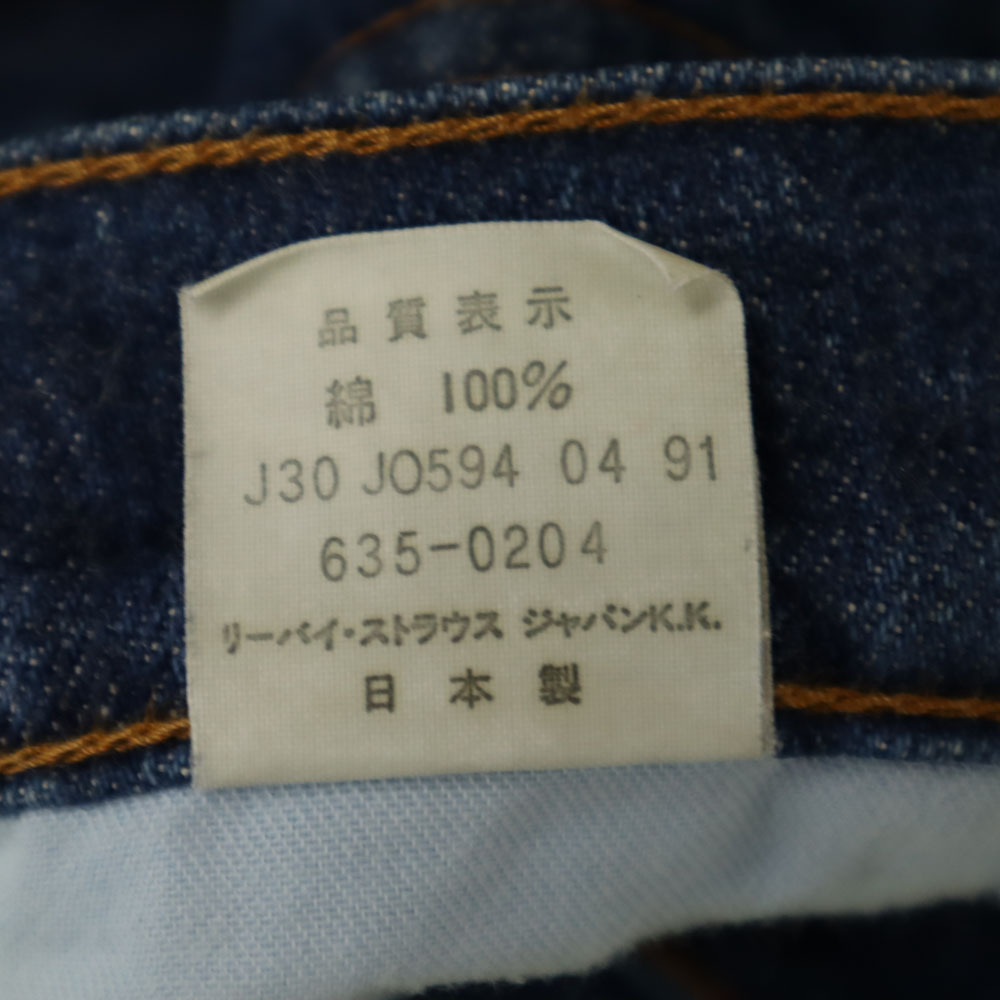 品質表示
綿 100%
J30 JO594 04 91
635-0204
リーバイ・ストラウス ジャパンK.K.
日本製